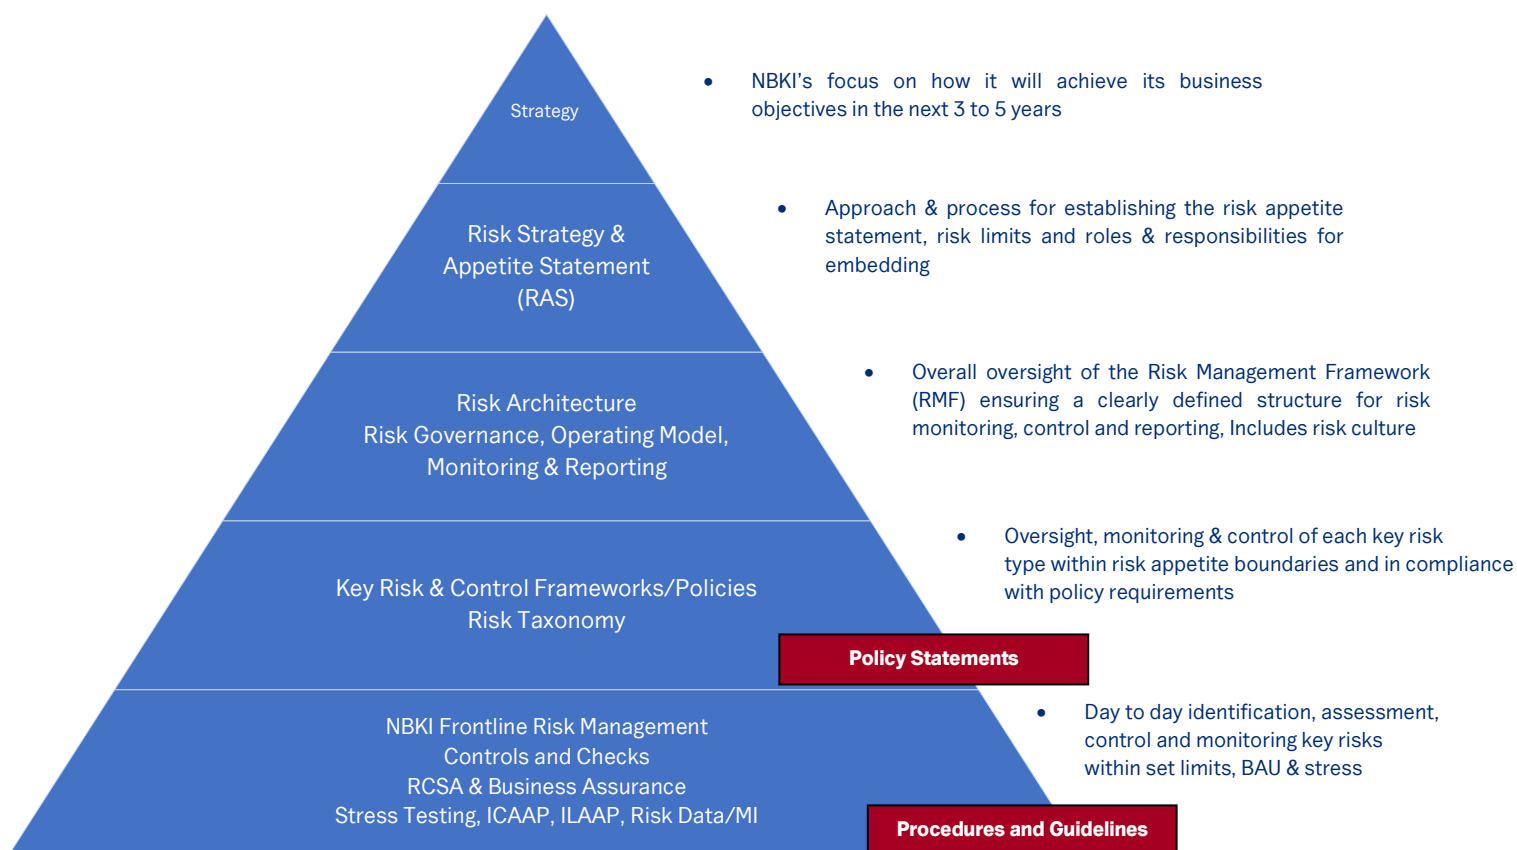 Strategy
• NBKI's focus on how it will achieve its business
objectives in the next 3 to 5 years
Risk Strategy &
Appetite Statement
(RAS)
• Approach & process for establishing the risk appetite
statement, risk limits and roles & responsibilities for
embedding
Risk Architecture
Risk Governance, Operating Model,
Monitoring & Reporting
• Overall oversight of the Risk Management Framework
(RMF) ensuring a clearly defined structure for risk
monitoring, control and reporting, Includes risk culture
Key Risk & Control Frameworks/Policies
Risk Taxonomy
• Oversight, monitoring & control of each key risk
type within risk appetite boundaries and in compliance
with policy requirements
Policy Statements
NBKI Frontline Risk Management
Controls and Checks
RCSA & Business Assurance
Stress Testing, ICAAP, ILAAP, Risk Data/MI
• Day to day identification, assessment,
control and monitoring key risks
within set limits, BAU & stress
Procedures and Guidelines